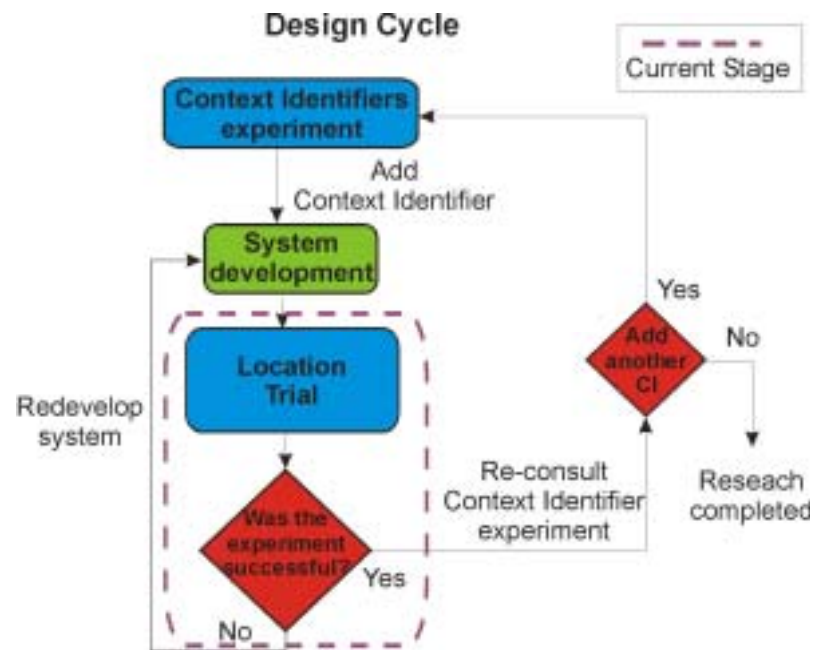 Design Cycle
Current Stage
Context Identifiers
experiment
Add
Context Identifier
System
development
Yes
Add
another
CI
No
Location
Trial
Redevelop
system
Re-consult
Context Identifier
experiment
Reseach
completed
Was the
experiment
successful?
Yes
No